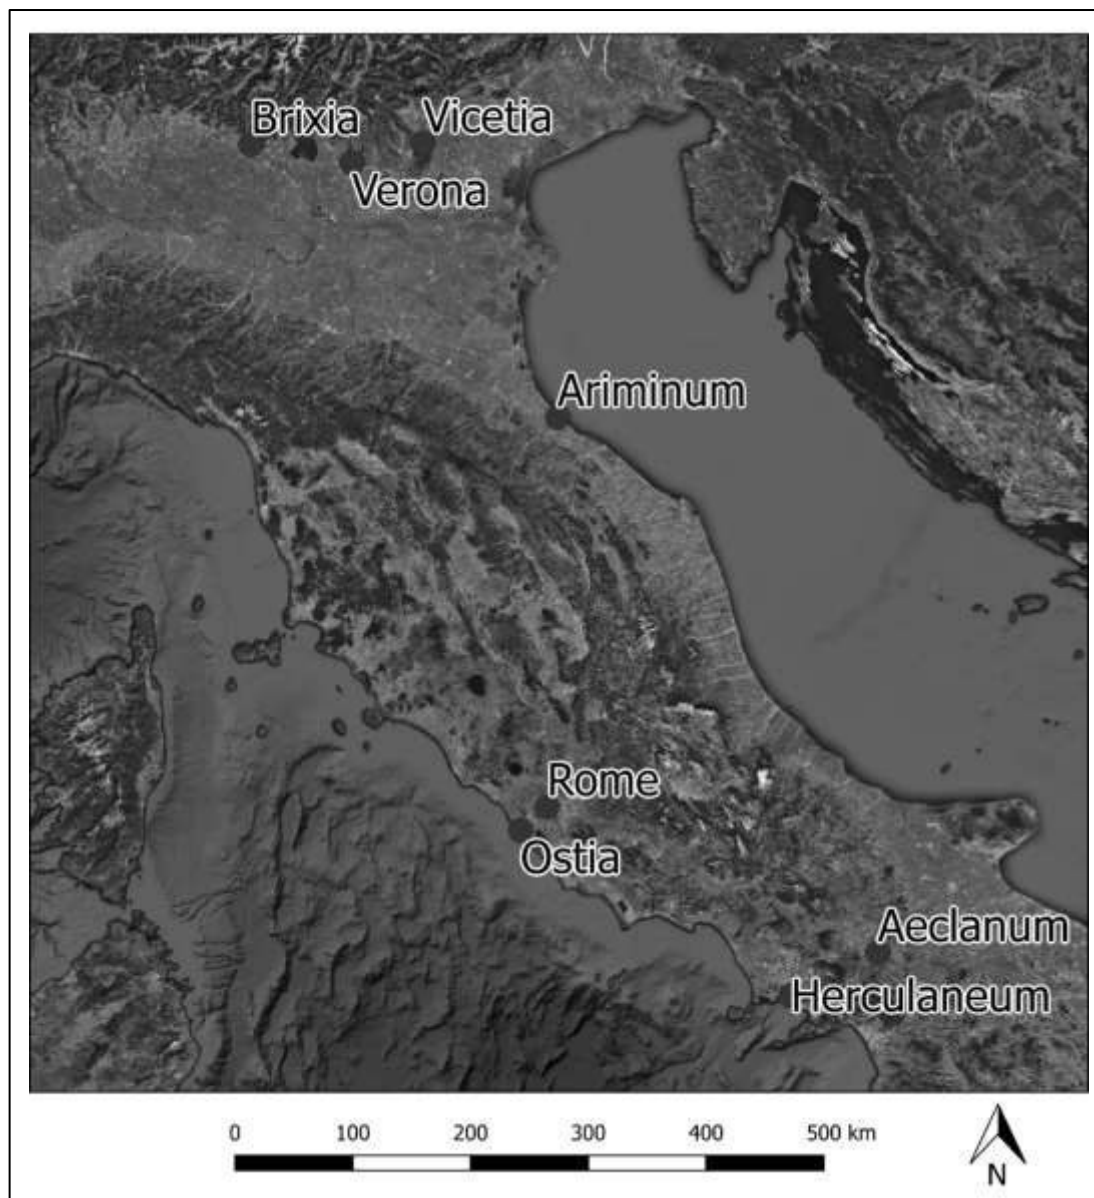 Brixia
Vicetia
Verona
Ariminum
Rome
Ostia
Aeclanum
Herculaneum
0 100 200 300 400 500 km
N